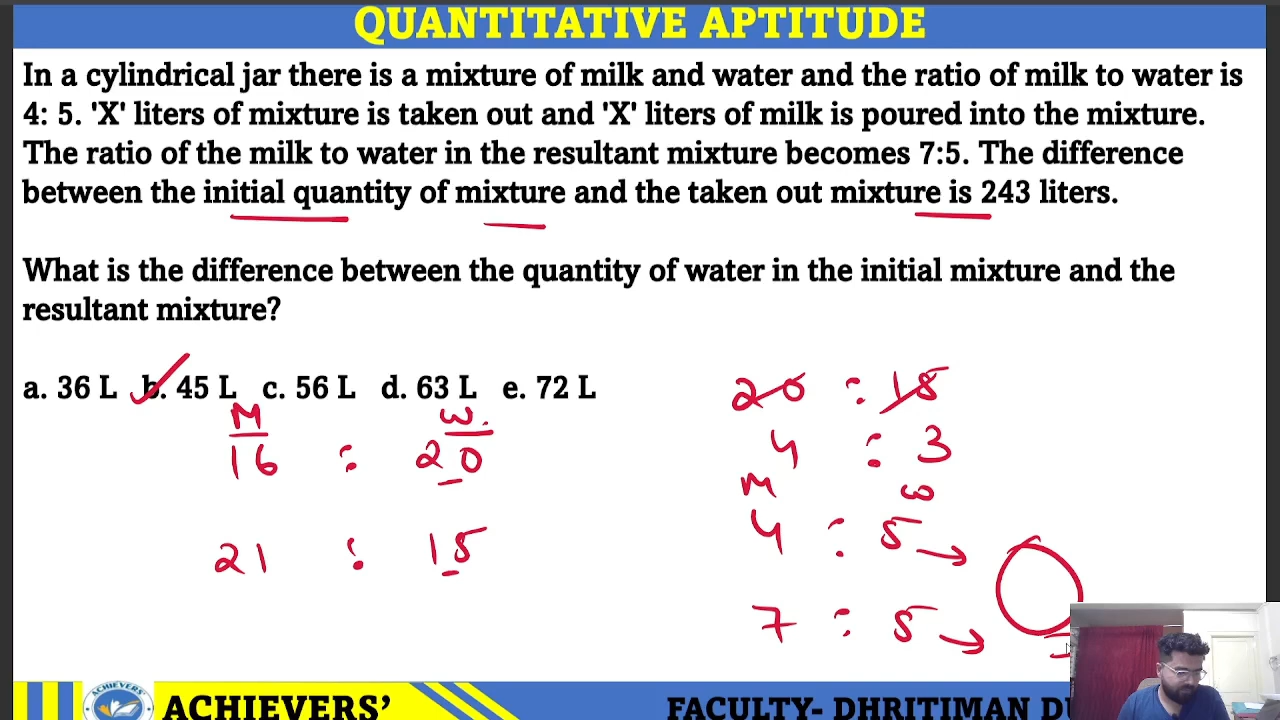 QUANTITATIVE APTITUDE
In a cylindrical jar there is a mixture of milk and water and the ratio of milk to water is
4: 5. 'X' liters of mixture is taken out and 'X' liters of milk is poured into the mixture.
The ratio of the milk to water in the resultant mixture becomes 7:5. The difference
between the initial quantity of mixture and the taken out mixture is 243 liters.
What is the difference between the quantity of water in the initial mixture and the
resultant mixture?
a. 36 L b. 45 L c. 56 L d. 63 L e. 72 L
20 : 15
M W.
16 : 20
4 : 3
M W
4 : 5
21 : 15
7 : 5
ACHIEVERS'
ACHIEVERS' FACULTY- DHRITIMAN